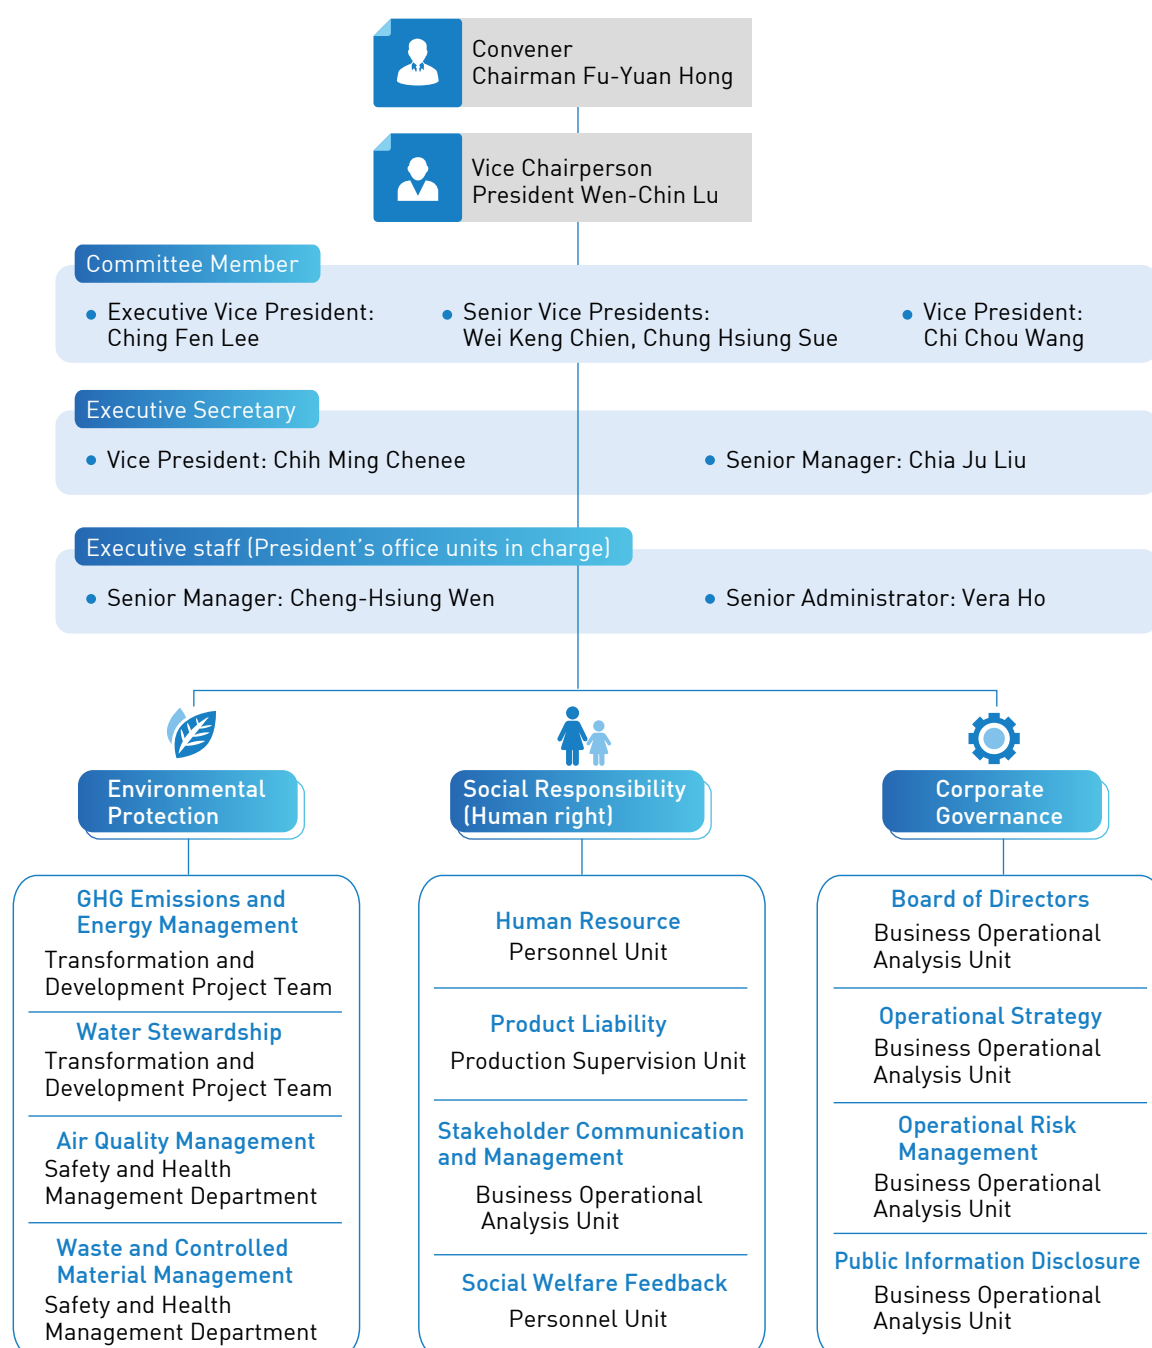 Convener
Chairman Fu-Yuan Hong
Vice Chairperson
President Wen-Chin Lu
Committee Member
Executive Vice President:
Ching Fen Lee
Senior Vice Presidents:
Wei Keng Chien, Chung Hsiung Sue
Vice President:
Chi Chou Wang
Executive Secretary
Vice President: Chih Ming Chenee
Senior Manager: Chia Ju Liu
Executive staff (President's office units in charge)
Senior Manager: Cheng-Hsiung Wen
Senior Administrator: Vera Ho
Environmental
Protection
GHG Emissions and
Energy Management
Transformation and
Development Project Team
Water Stewardship
Transformation and
Development Project Team
Air Quality Management
Safety and Health
Management Department
Waste and Controlled
Material Management
Safety and Health
Management Department
Social Responsibility
(Human right)
Human Resource
Personnel Unit
Product Liability
Production Supervision Unit
Stakeholder Communication
and Management
Business Operational
Analysis Unit
Social Welfare Feedback
Personnel Unit
Corporate
Governance
Board of Directors
Business Operational
Analysis Unit
Operational Strategy
Business Operational
Analysis Unit
Operational Risk
Management
Business Operational
Analysis Unit
Public Information Disclosure
Business Operational
Analysis Unit